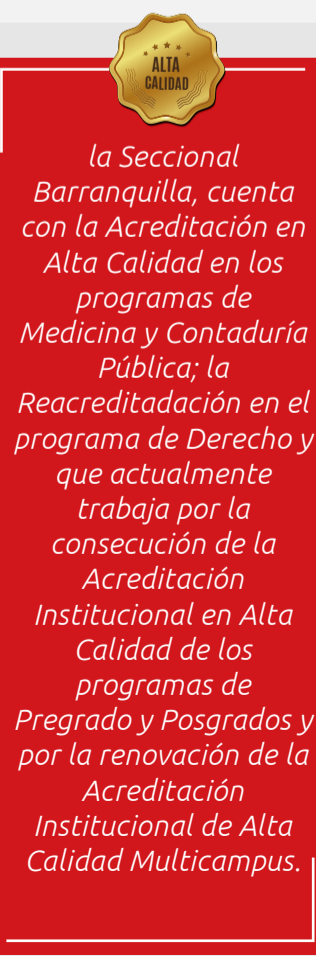 ALTA
CALIDAD
la Seccional
Barranquilla, cuenta
con la Acreditación en
Alta Calidad en los
programas de
Medicina y Contaduría
Pública; la
Reacreditadación en el
programa de Derecho y
que actualmente
trabaja por la
consecución de la
Acreditación
Institucional en Alta
Calidad de los
programas de
Pregrado y Posgrados y
por la renovación de la
Acreditación
Institucional de Alta
Calidad Multicampus.